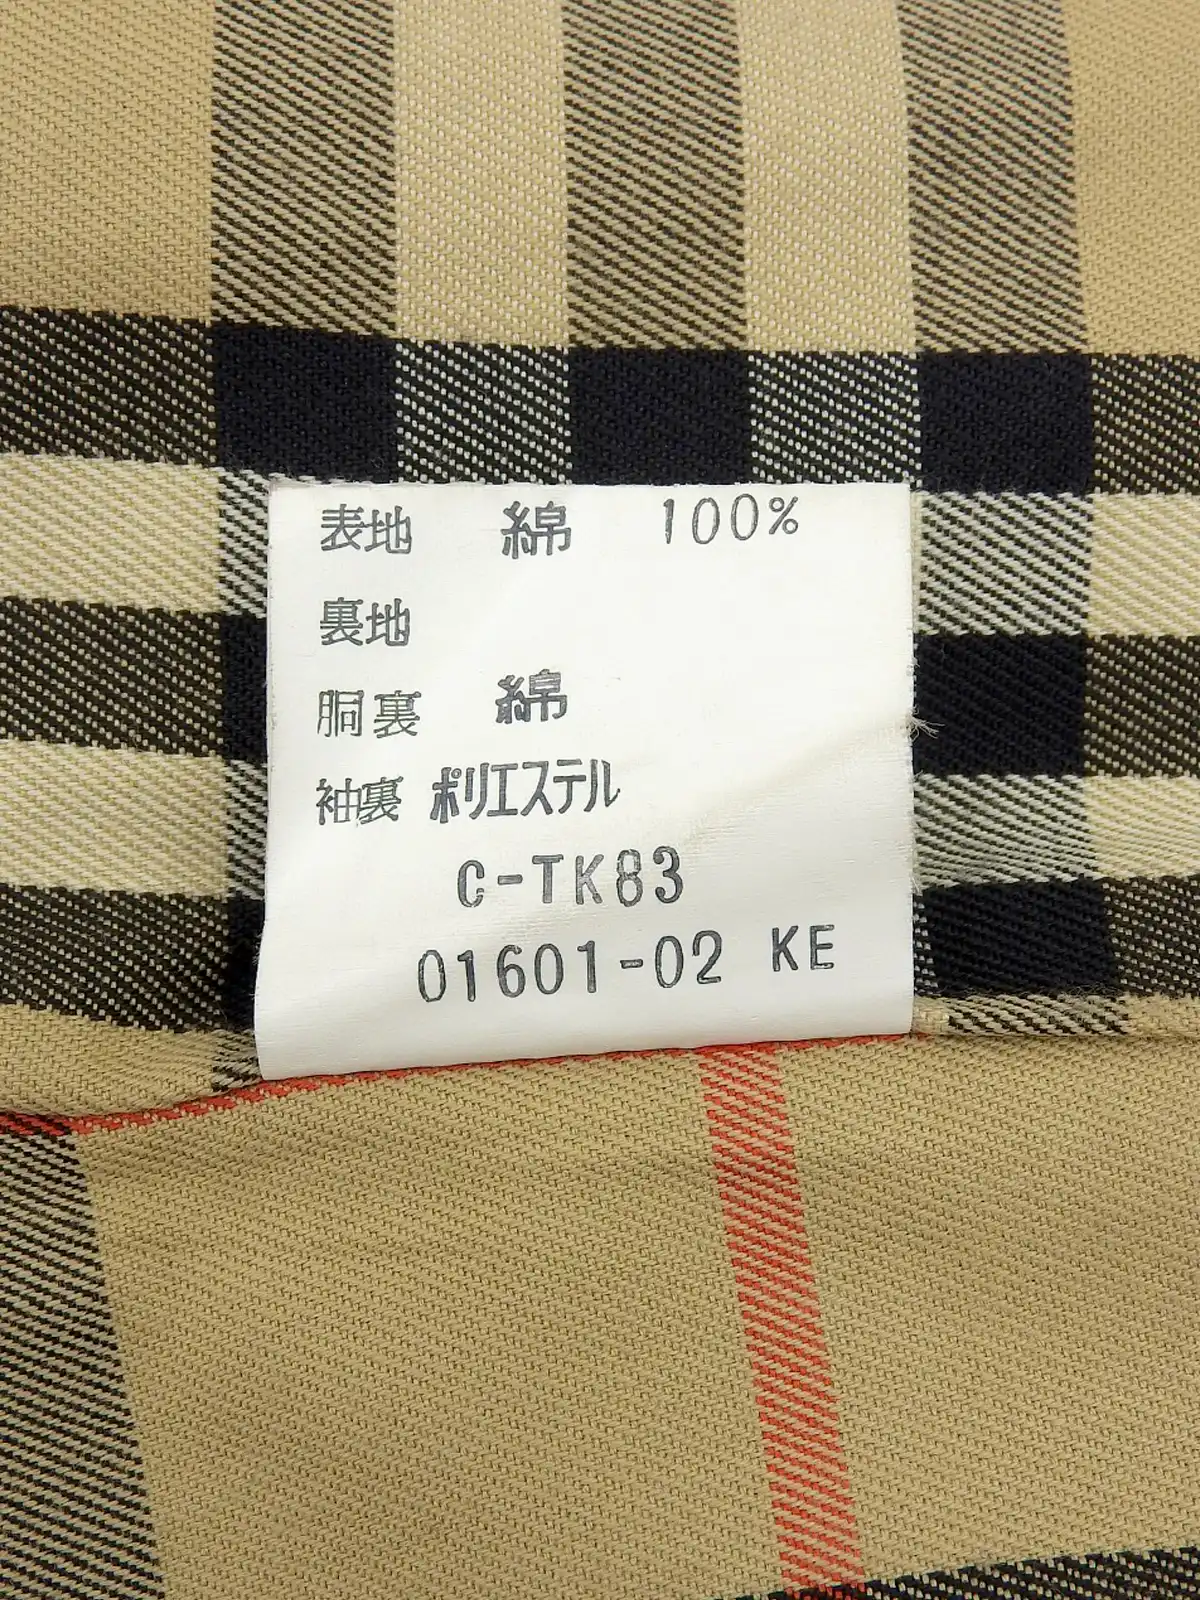 表地 綿 100%
裏地
胴裏 綿
袖裏 ポリエステル
C-TK83
01601-02 KE